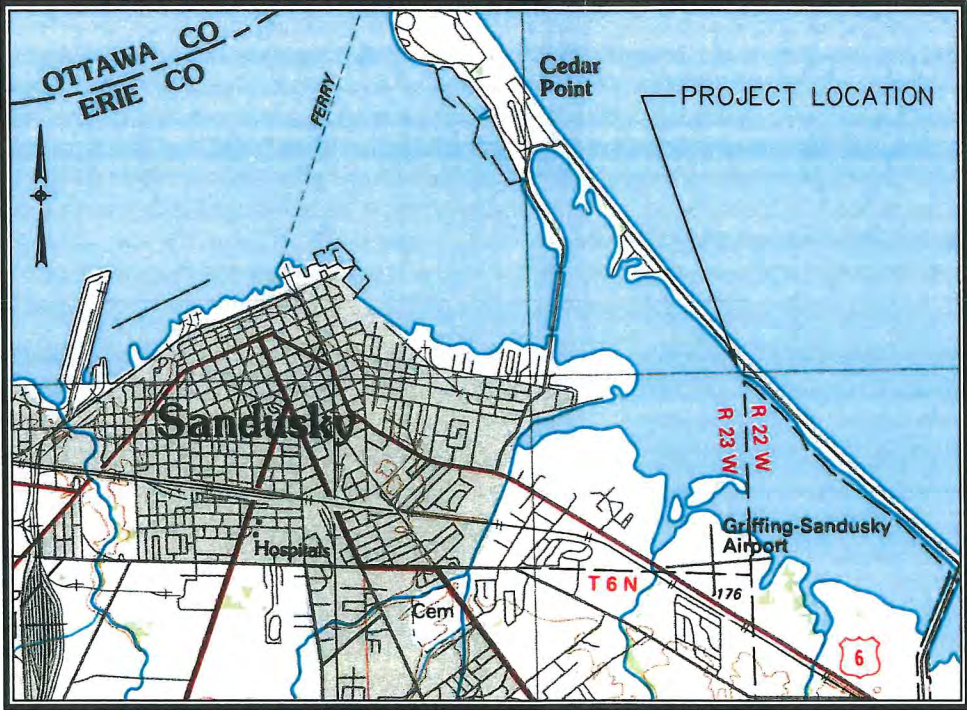 OTTAWA CO
ERIE CO
FERRY
Cedar
Point
PROJECT LOCATION
Sandusky
R 23 W
R 22 W
Griffing-Sandusky
Airport
Hospitals
T 6 N
176
Cem
6